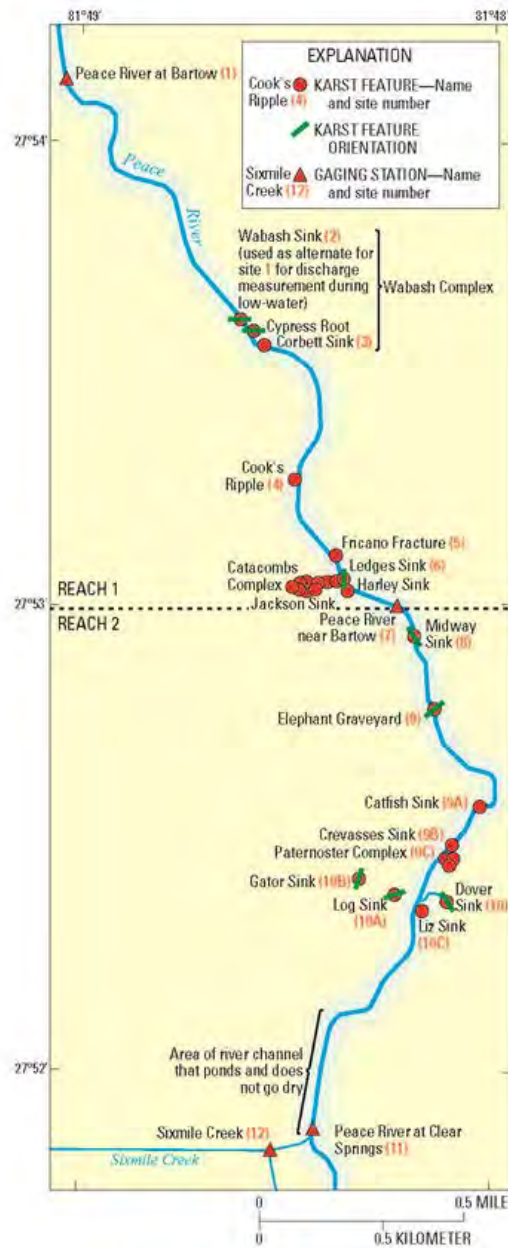 81°49′
81°48′
EXPLANATION
Cook's
Ripple (4)
KARST FEATURE—Name
and site number
KARST FEATURE
ORIENTATION
Sixmile
Creek (12)
GAGING STATION—Name
and site number
Peace River at Bartow (1)
27°54′
Peace
River
Wabash Sink (2)
(used as alternate for
site 1 for discharge
measurement during
low-water)
Wabash Complex
Cypress Root
Corbett Sink (3)
Cook's
Ripple (4)
Fricano Fracture (5)
Ledges Sink (6)
Catacombs
Complex
Harley Sink
Jackson Sink
REACH 1
27°53′
REACH 2
Peace River
near Bartow (7)
Midway
Sink (8)
Elephant Graveyard (9)
Catfish Sink (9A)
Crevasses Sink (9B)
Paternoster Complex (9C)
Gator Sink (10B)
Log Sink
(10A)
Dover
Sink (10)
Liz Sink
(10C)
Area of river channel
that ponds and does
not go dry
27°52′
Sixmile Creek (12)
Sixmile Creek
Peace River at Clear
Springs (11)
0
0.5 MILE
0
0.5 KILOMETER